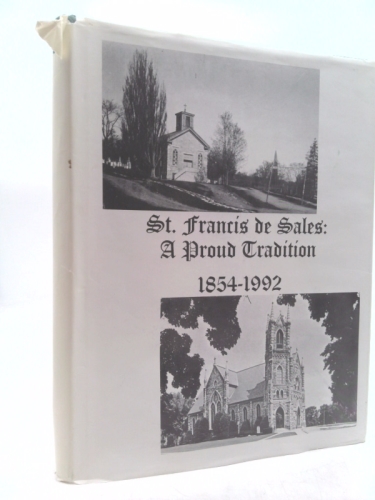 St. Francis de Sales:
A Proud Tradition
1854-1992